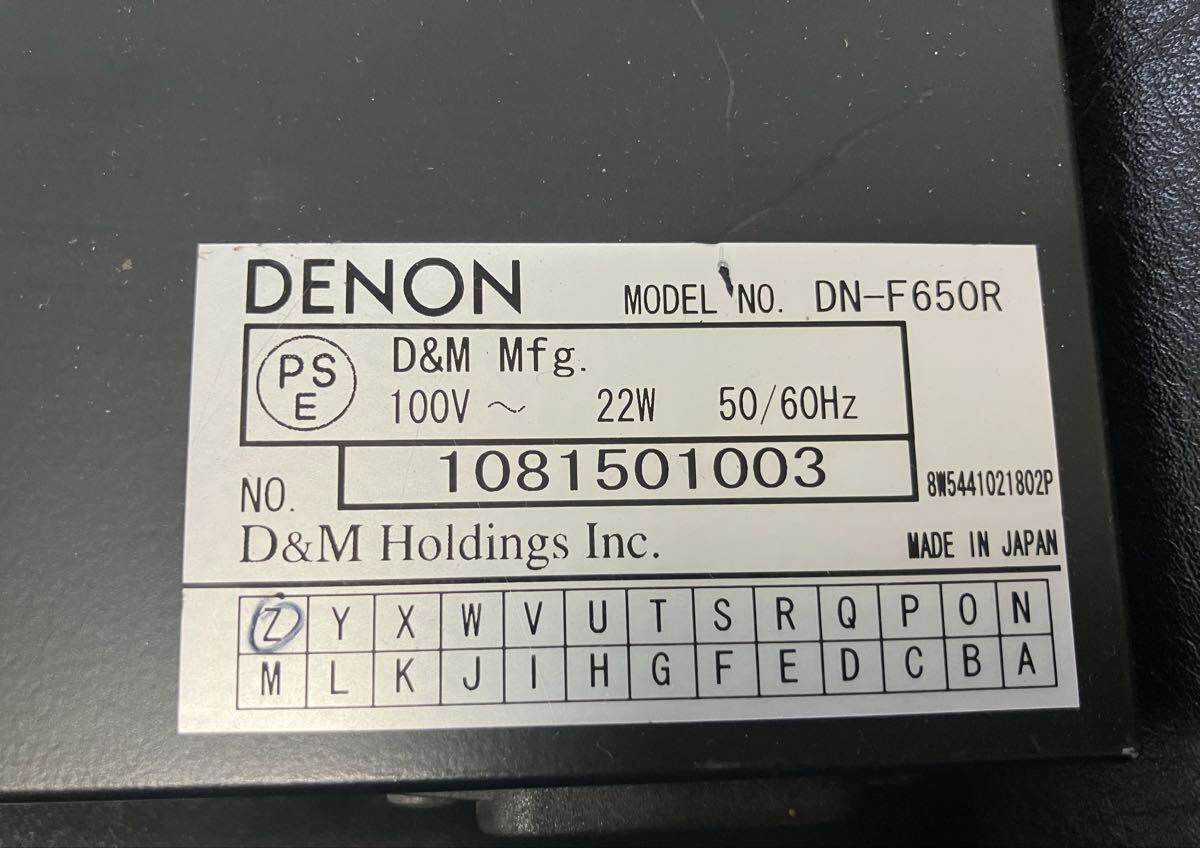 DENON MODEL NO. DN-F650R
PS
E
D&M Mfg.
100V ~ 22W 50/60Hz
NO. 1081501003 8W5441021802P
D&M Holdings Inc. MADE IN JAPAN
Z Y X W V U T S R Q P O N
M L K J I H G F E D C B A